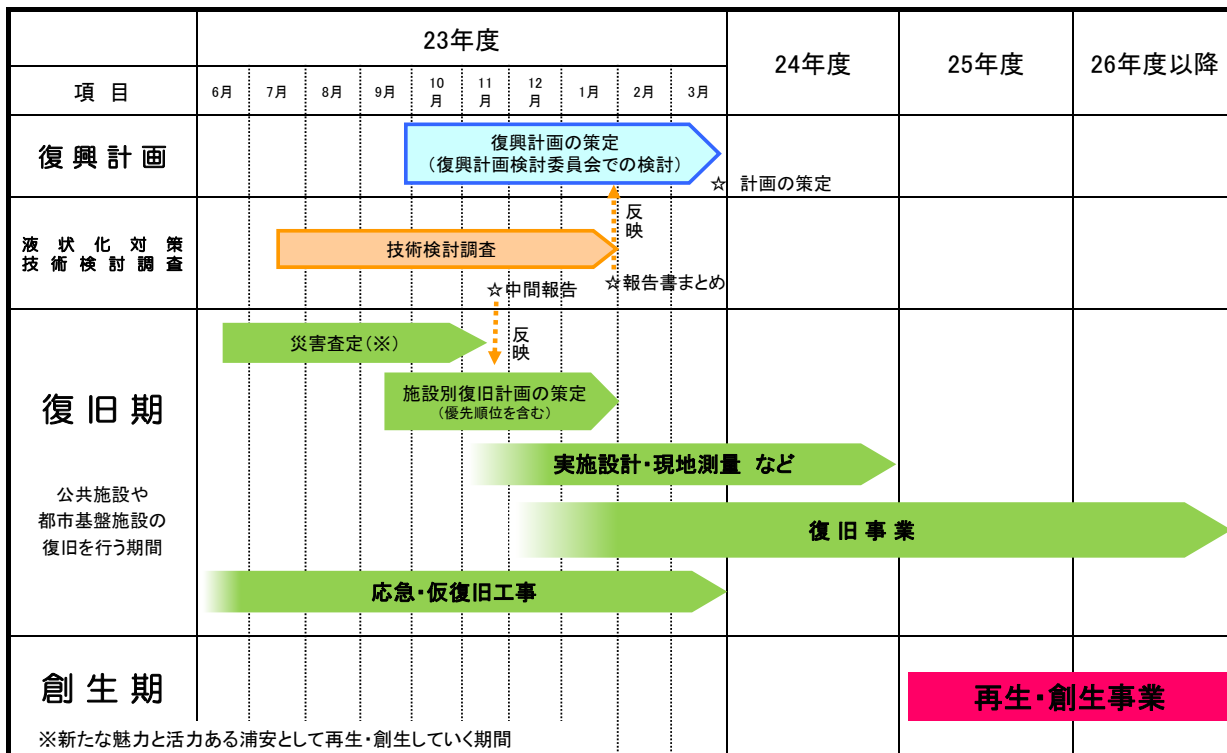 23年度
24年度
25年度
26年度以降
項 目
6月
7月
8月
9月
10
月
11
月
12
月
1月
2月
3月
復興計画
復興計画の策定
(復興計画検討委員会での検討)
☆ 計画の策定
反
映
液状化対策
技術検討調査
技術検討調査
☆中間報告
☆報告書まとめ
反
映
復旧期
公共施設や
都市基盤施設の
復旧を行う期間
災害査定(※)
施設別復旧計画の策定
(優先順位を含む)
実施設計・現地測量 など
復旧事業
応急・仮復旧工事
創生期
再生・創生事業
※新たな魅力と活力ある浦安として再生・創生していく期間